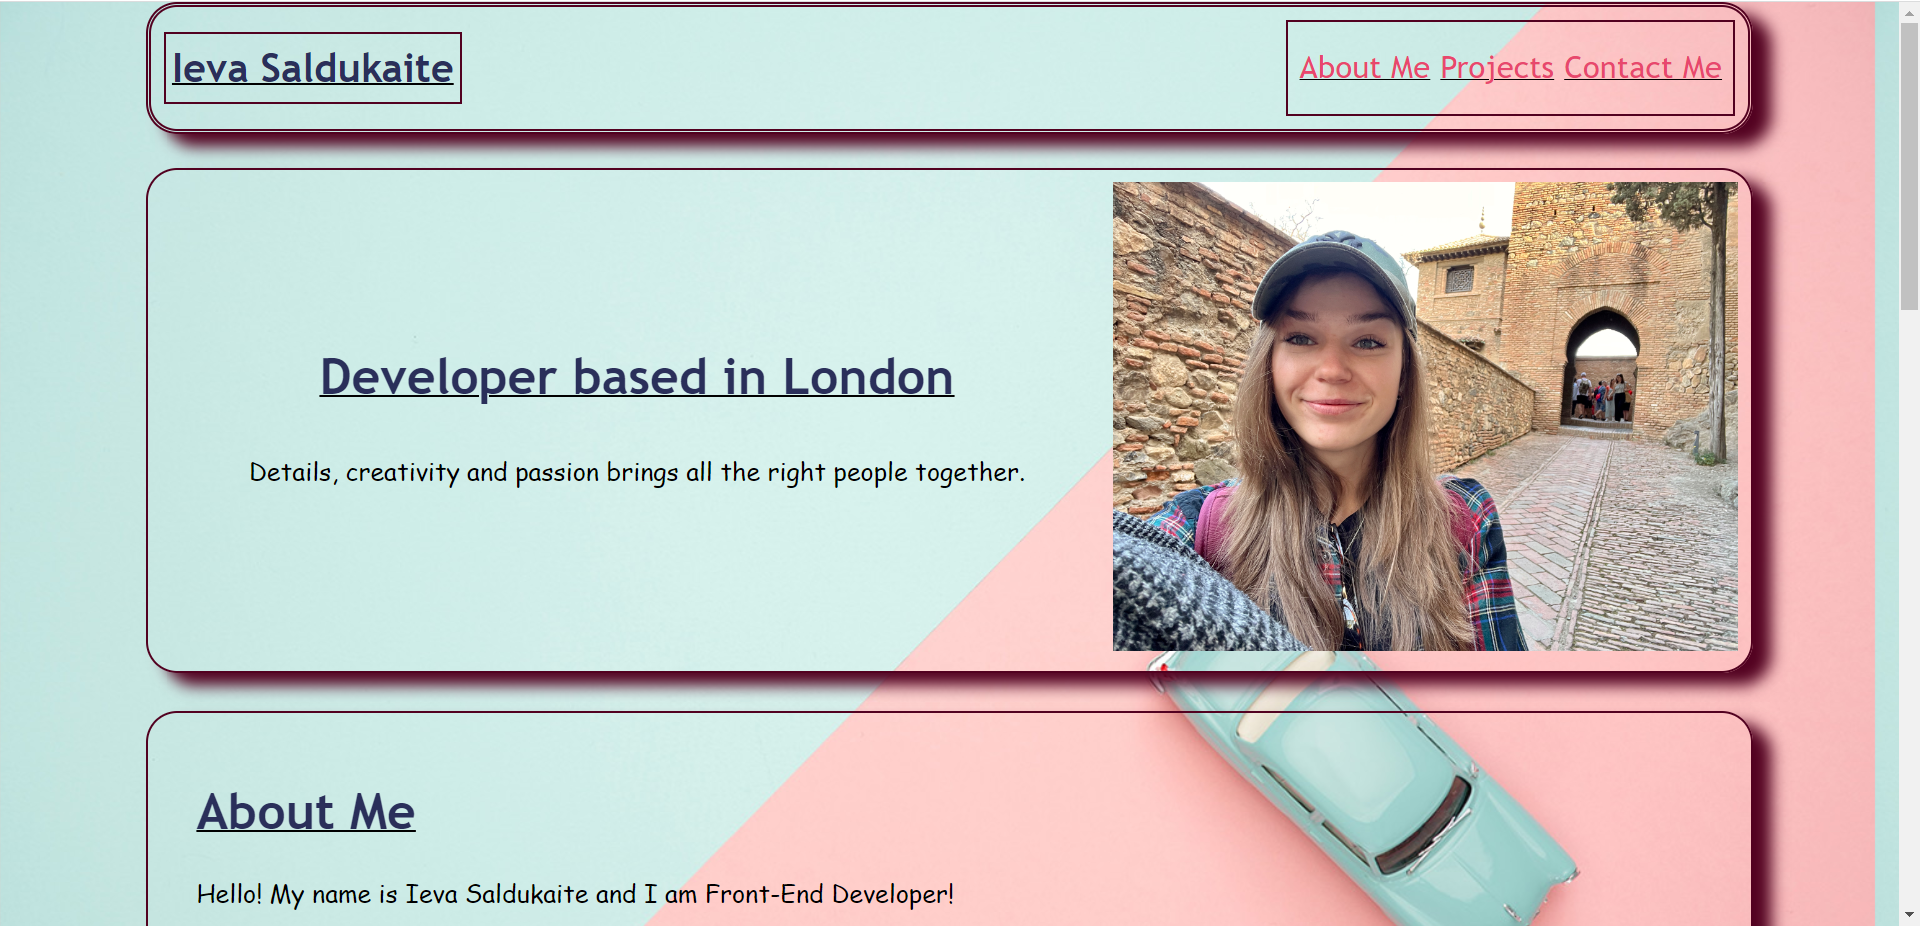 Ieva Saldukaite
About Me Projects Contact Me
Developer based in London
Details, creativity and passion brings all the right people together.
About Me
Hello! My name is Ieva Saldukaite and I am Front-End Developer!